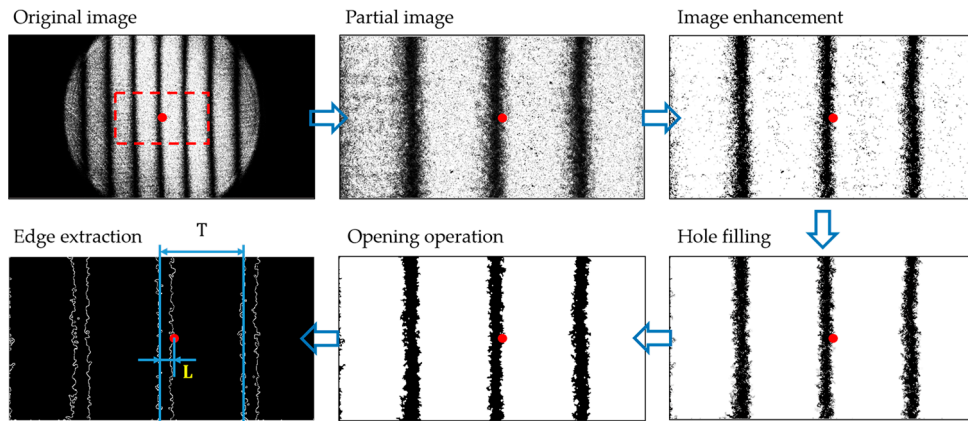 Original image
Partial image
Image enhancement
Edge extraction
T
Opening operation
Hole filling
L